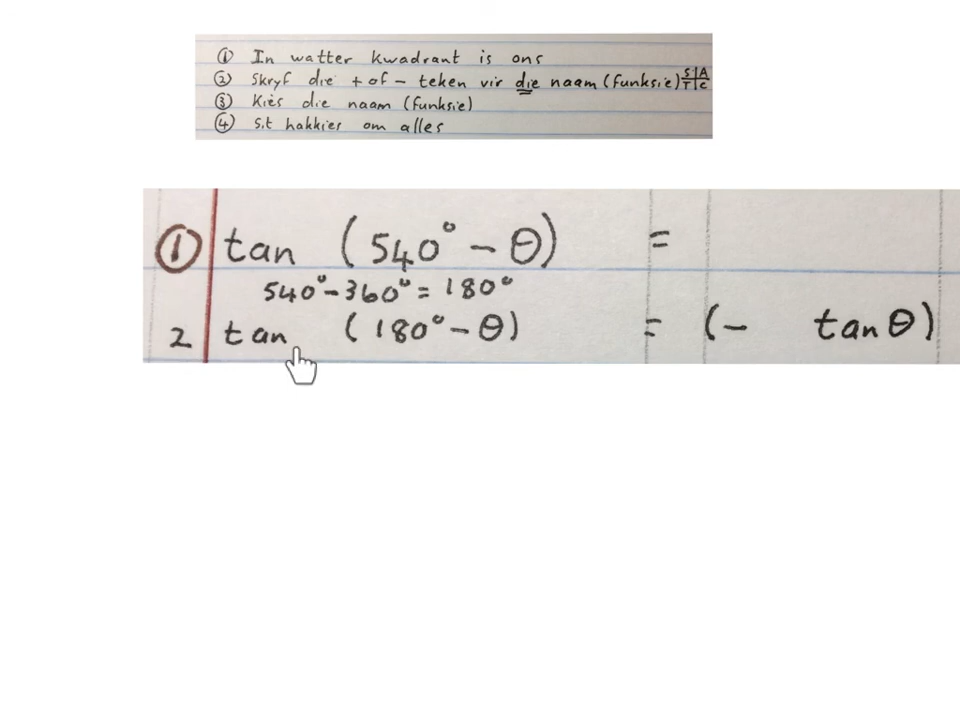 ① In watter kwadrant is ons
② Skryf die + of - teken vir die naam (funksie) S|A T|C
③ Kies die naam (funksie)
④ sit hakkies om alles
① tan (540° - θ) =
540° - 360° = 180°
2 tan (180° - θ) = (- tan θ)